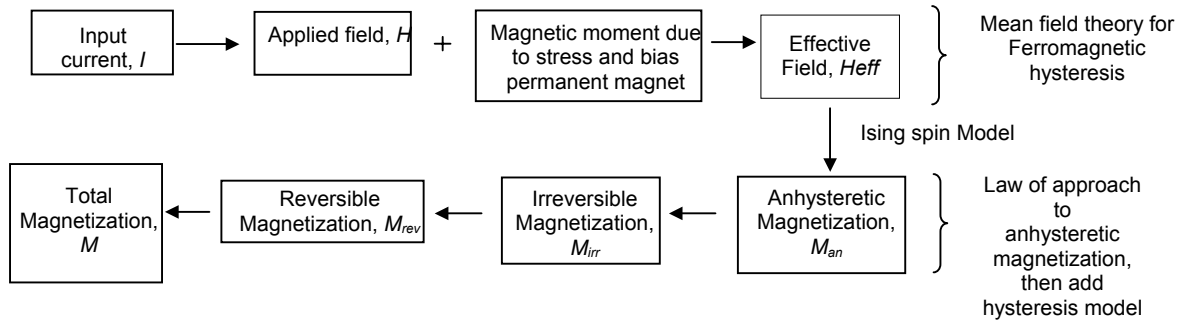 Input
current, I
Applied field, H
+
Magnetic moment due
to stress and bias
permanent magnet
Effective
Field, Heff
Mean field theory for
Ferromagnetic
hysteresis
Ising spin Model
Total
Magnetization,
M
Reversible
Magnetization, Mrev
Irreversible
Magnetization,
Mirr
Anhysteretic
Magnetization,
Man
Law of approach
to
anhysteretic
magnetization,
then add
hysteresis model